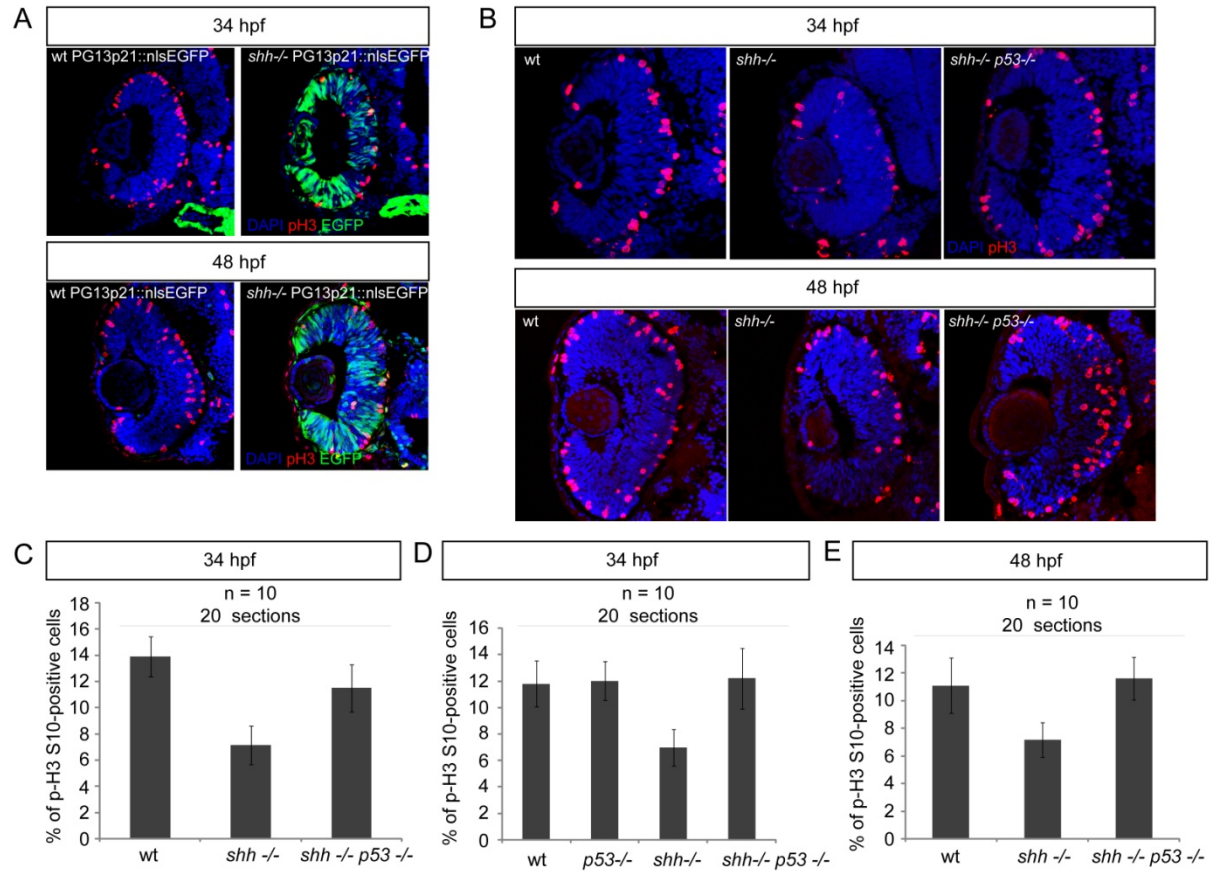 A
34 hpf
wt PG13p21::nlsEGFP
shh-/- PG13p21::nlsEGFP
DAPI pH3 EGFP
48 hpf
wt PG13p21::nlsEGFP
shh-/- PG13p21::nlsEGFP
DAPI pH3 EGFP
B
34 hpf
wt
shh-/-
shh-/- p53-/-
DAPI pH3
48 hpf
wt
shh-/-
shh-/- p53-/-
C
34 hpf
n = 10
20 sections
% of p-H3 S10-positive cells
18
16
14
12
10
8
6
4
2
0
wt
shh -/-
shh -/- p53 -/-
D
34 hpf
n = 10
20 sections
% of p-H3 S10-positive cells
16
14
12
10
8
6
4
2
0
wt
p53-/-
shh-/-
shh-/- p53 -/-
E
48 hpf
n = 10
20 sections
% of p-H3 S10-positive cells
14
12
10
8
6
4
2
0
wt
shh -/-
shh -/- p53 -/-